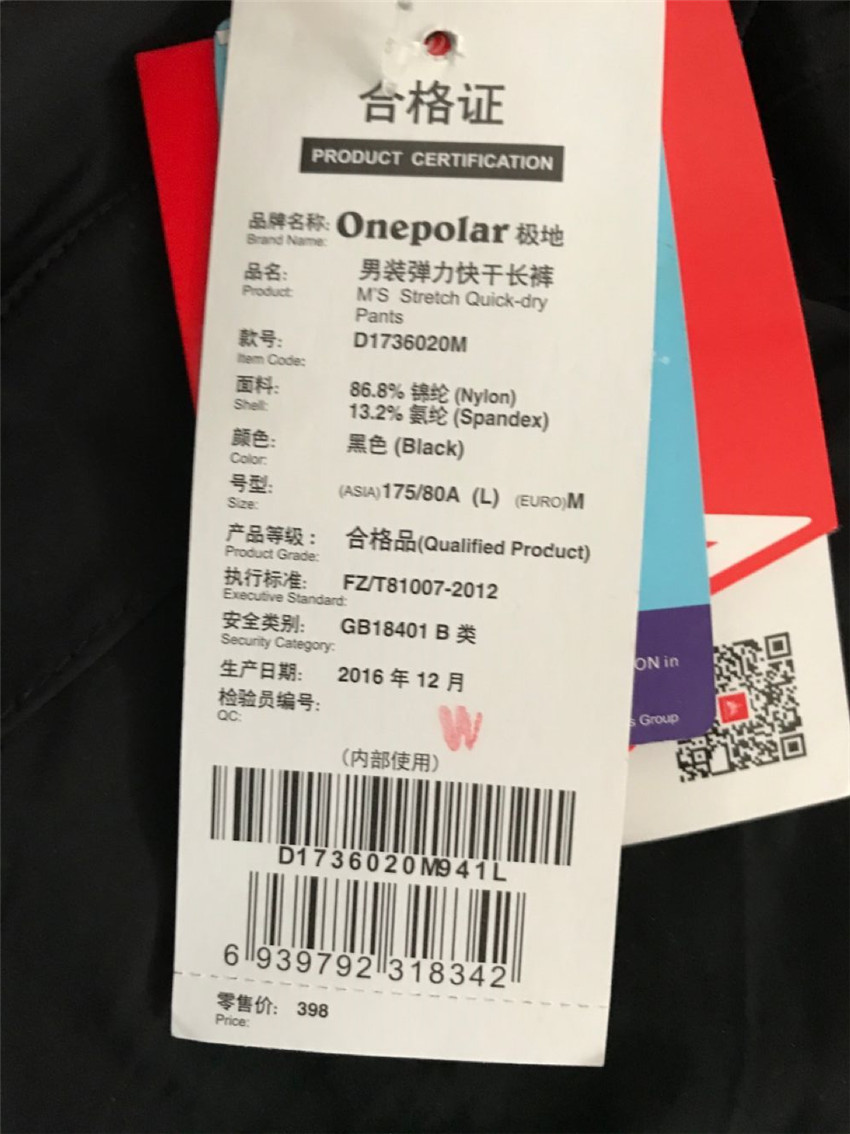 合格证
PRODUCT CERTIFICATION
品牌名称: Onepolar 极地
Brand Name:
品名: 男装弹力快干长裤
Product: M'S Stretch Quick-dry
Pants
款号: D1736020M
Item Code:
面料: 86.8% 锦纶 (Nylon)
Shell: 13.2% 氨纶 (Spandex)
颜色: 黑色 (Black)
Color:
号型: (ASIA)175/80A (L) (EURO)M
Size:
产品等级: 合格品(Qualified Product)
Product Grade:
执行标准: FZ/T81007-2012
Executive Standard:
安全类别: GB18401 B 类
Security Category:
生产日期: 2016 年 12 月
检验员编号:
QC:
W
(内部使用)
D1736020M941L
6 939792 318342
零售价: 398
Price:
ON in
s Group